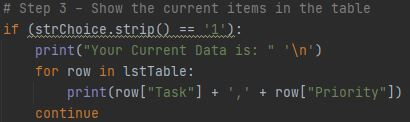 # Step 3 - Show the current items in the table
if (strChoice.strip() == '1'):
    print("Your Current Data is: " '\n')
    for row in lstTable:
        print(row["Task"] + ',' + row["Priority"])
    continue